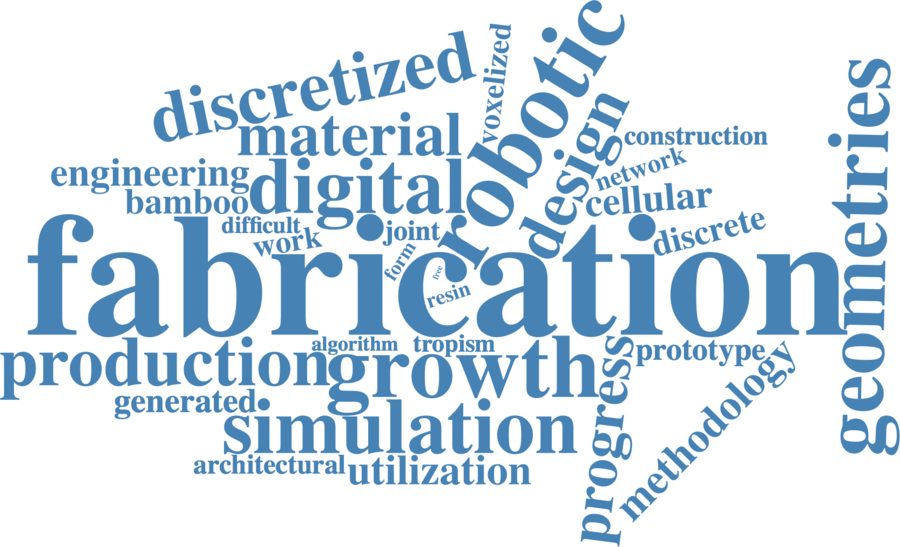 robotic
voxelized
discretized
material
design
construction
geometries
engineering
digital
network
bamboo
cellular
difficult
joint
work
discrete
form
free
resin
fabrication
algorithm
tropism
production
growth
prototype
progress
methodology
generated
simulation
architectural
utilization